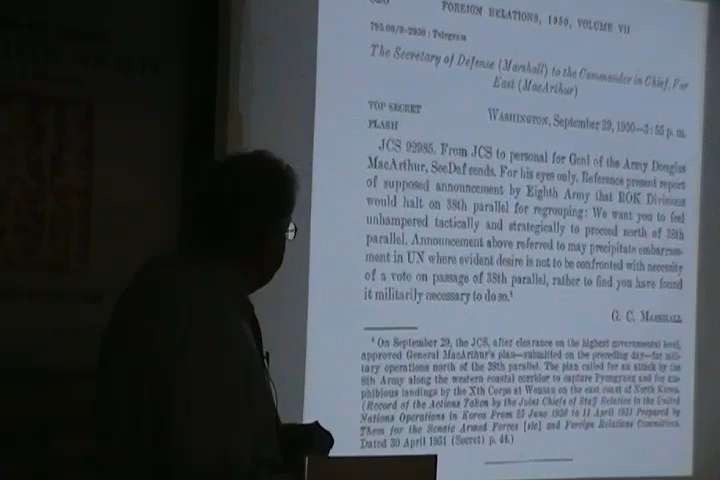 FOREIGN RELATIONS, 1950, VOLUME VII
795.00/9–2950 : Telegram
The Secretary of Defense (Marshall) to the Commander in Chief, Far
East (MacArthur)
TOP SECRET
WASHINGTON, September 29, 1950—3:55 p. m.
FLASH
JCS 92985. From JCS to personal for Genl of the Army Douglas
MacArthur, SecDef sends. For his eyes only. Reference present report
of supposed announcement by Eighth Army that ROK Divisions
would halt on 38th parallel for regrouping: We want you to feel
unhampered tactically and strategically to proceed north of 38th
parallel. Announcement above referred to may precipitate embarrass-
ment in UN where evident desire is not to be confronted with necessity
of a vote on passage of 38th parallel, rather to find you have found
it militarily necessary to do so.¹
G. C. MARSHALL
¹ On September 29, the JCS, after clearance on the highest governmental level,
approved General MacArthur's plan—submitted on the preceding day—for mili-
tary operations north of the 38th parallel. The plan called for an attack by the
8th Army along the western coastal corridor to capture Pyongyang and for am-
phibious landings by the Xth Corps at Wonsan on the east coast of North Korea.
(Record of the Actions Taken by the Joint Chiefs of Staff Relative to the United
Nations Operations in Korea From 25 June 1950 to 11 April 1951 Prepared by
Them for the Senate Armed Forces [sic] and Foreign Relations Committees,
Dated 30 April 1951 (Secret) p. 44.)